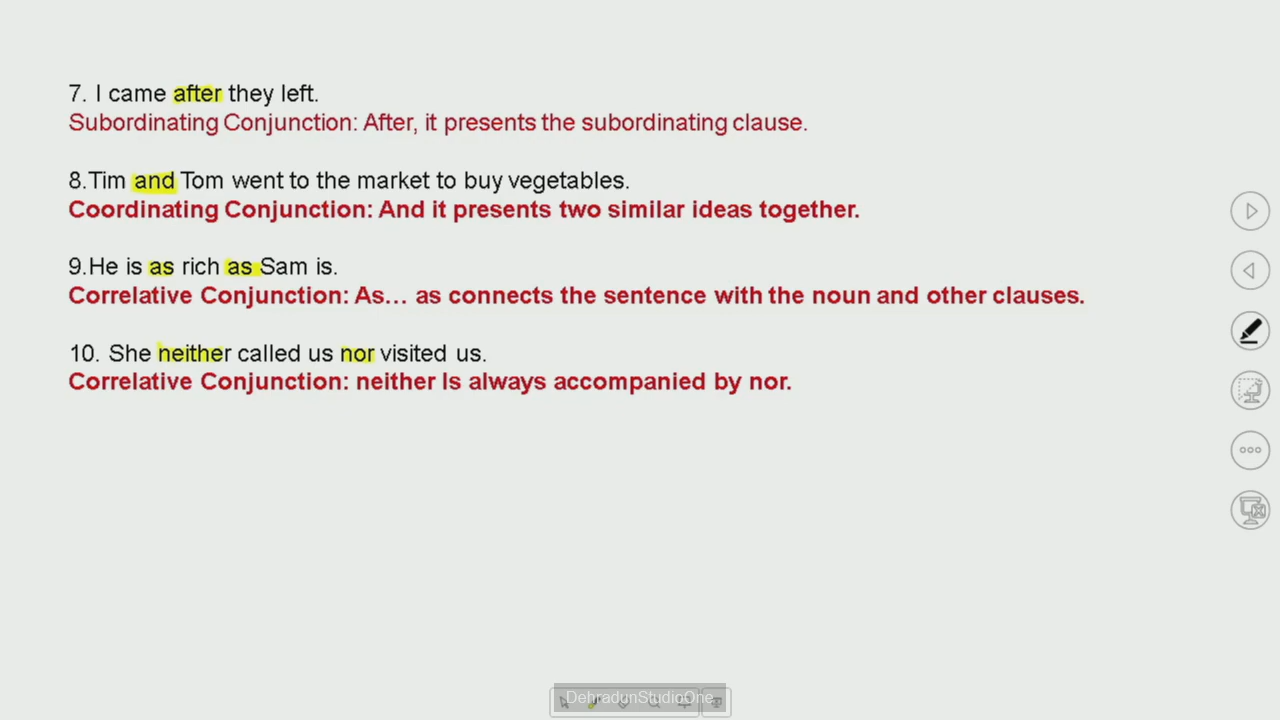 7. I came after they left.
Subordinating Conjunction: After, it presents the subordinating clause.
8.Tim and Tom went to the market to buy vegetables.
Coordinating Conjunction: And it presents two similar ideas together.
9.He is as rich as Sam is.
Correlative Conjunction: As... as connects the sentence with the noun and other clauses.
10. She neither called us nor visited us.
Correlative Conjunction: neither Is always accompanied by nor.
DehradunStudioOne